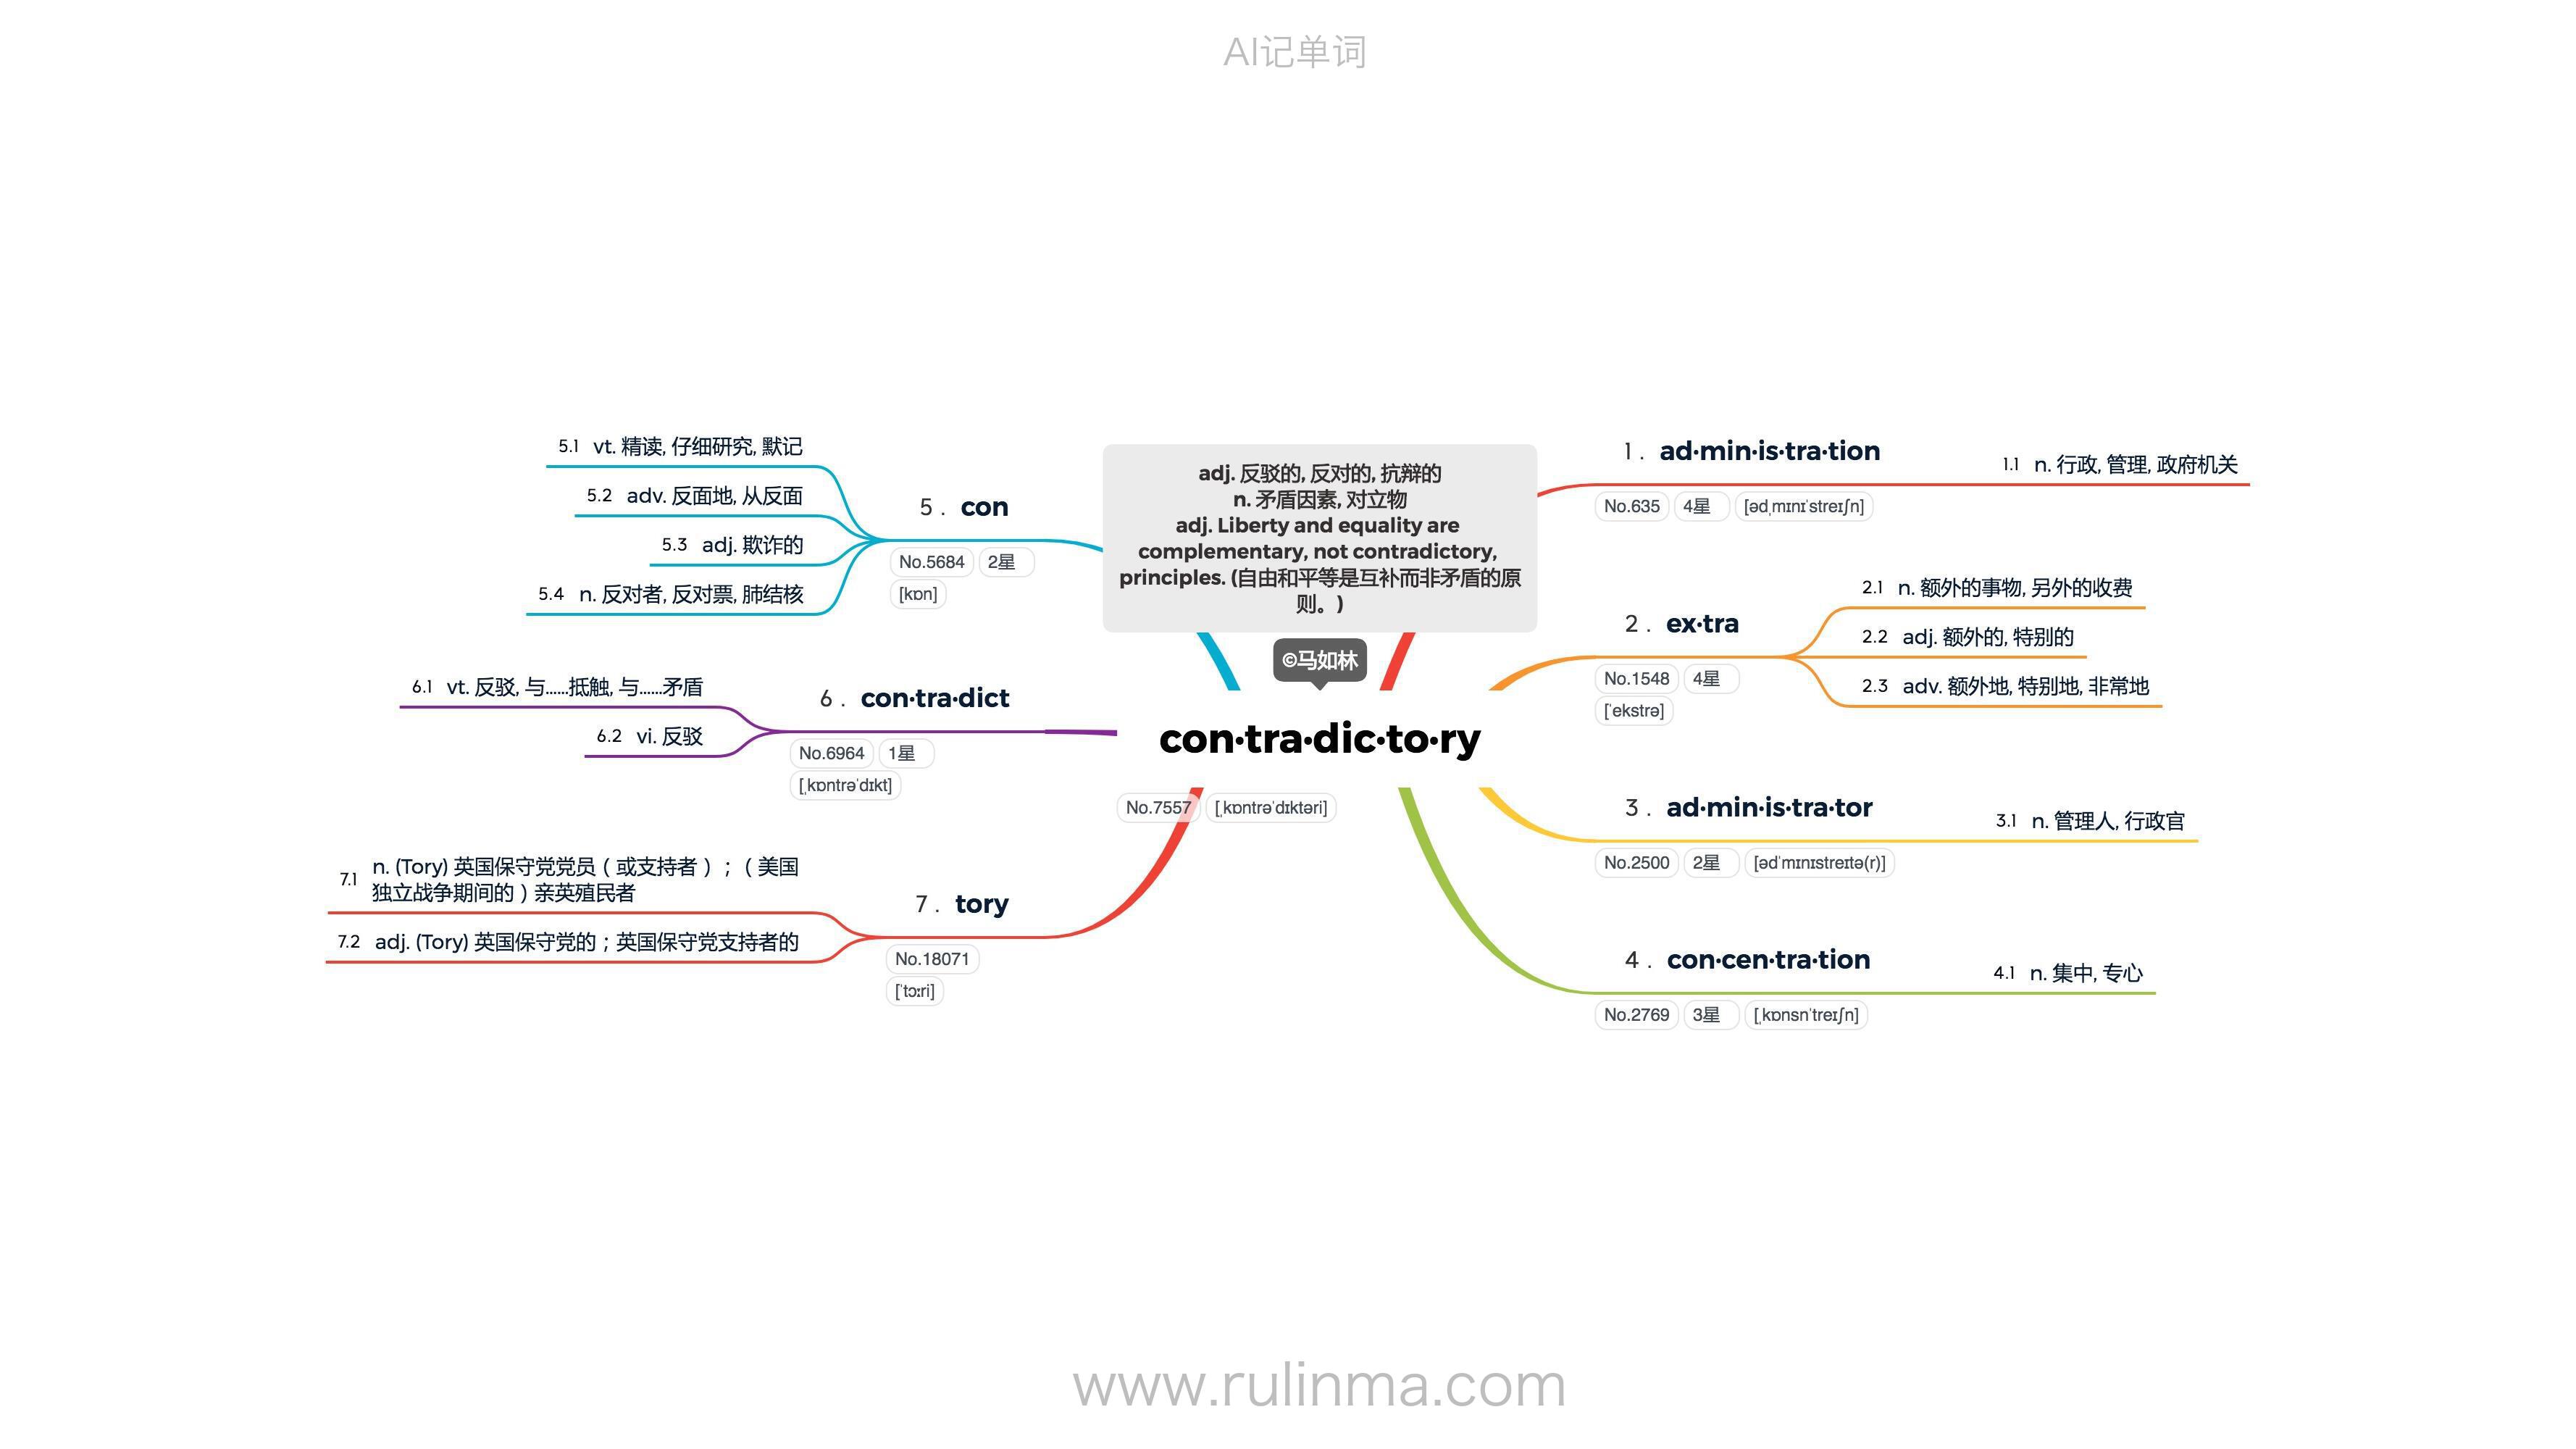 AI记单词
adj. 反驳的, 反对的, 抗辩的
n. 矛盾因素, 对立物
adj. Liberty and equality are
complementary, not contradictory,
principles. (自由和平等是互补而非矛盾的原
则。)
©马如林
con·tra·dic·to·ry
No.7557 [ˌkɒntrəˈdɪktəri]
1. ad·min·is·tra·tion
No.635 4星 [ədˌmɪnɪˈstreɪʃn]
1.1 n. 行政, 管理, 政府机关
2. ex·tra
No.1548 4星
[ˈekstrə]
2.1 n. 额外的事物, 另外的收费
2.2 adj. 额外的, 特别的
2.3 adv. 额外地, 特别地, 非常地
3. ad·min·is·tra·tor
No.2500 2星 [ədˈmɪnɪstreɪtə(r)]
3.1 n. 管理人, 行政官
4. con·cen·tra·tion
No.2769 3星 [ˌkɒnsnˈtreɪʃn]
4.1 n. 集中, 专心
5. con
No.5684 2星
[kɒn]
5.1 vt. 精读, 仔细研究, 默记
5.2 adv. 反面地, 从反面
5.3 adj. 欺诈的
5.4 n. 反对者, 反对票, 肺结核
6. con·tra·dict
No.6964 1星
[ˌkɒntrəˈdɪkt]
6.1 vt. 反驳, 与......抵触, 与......矛盾
6.2 vi. 反驳
7. tory
No.18071
[ˈtɔːri]
7.1 n. (Tory) 英国保守党党员（或支持者）；（美国
独立战争期间的）亲英殖民者
7.2 adj. (Tory) 英国保守党的；英国保守党支持者的
www.rulinma.com